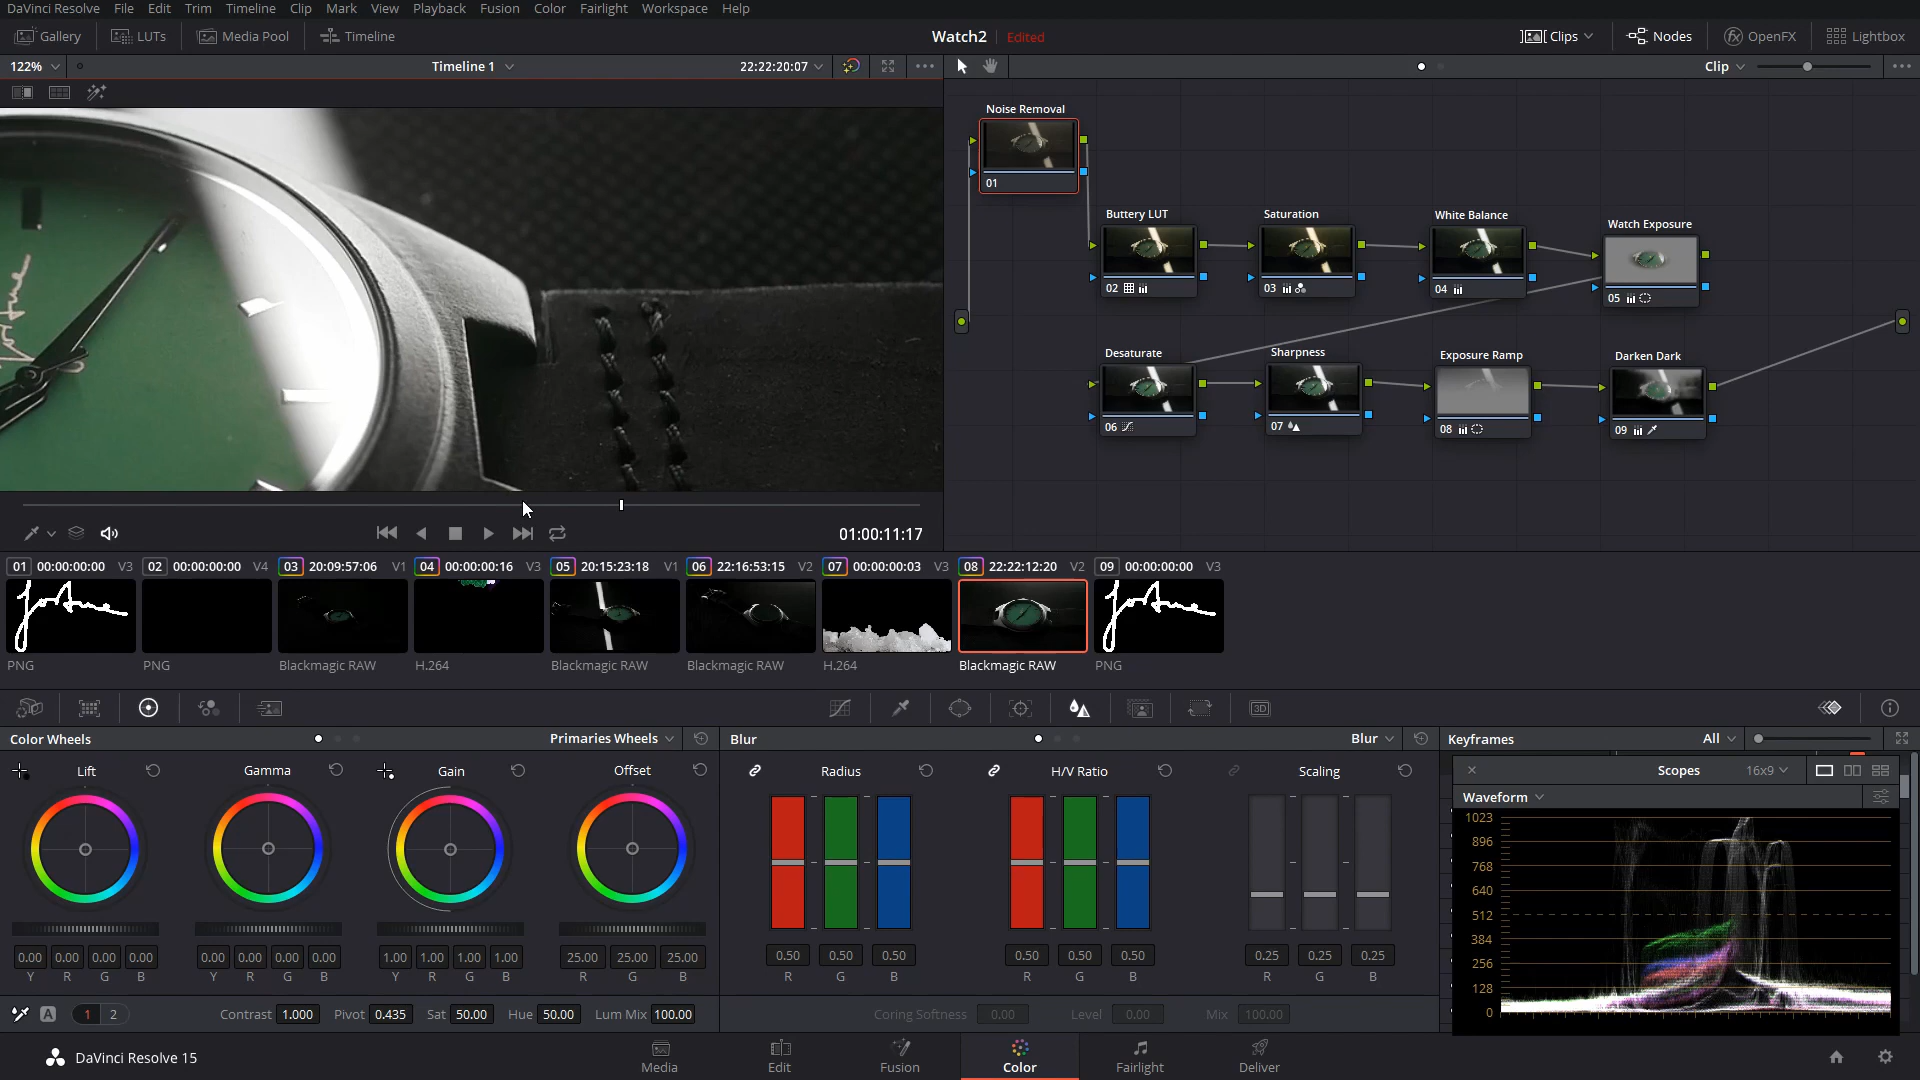 DaVinci Resolve File Edit Trim Timeline Clip Mark View Playback Fusion Color Fairlight Workspace Help
Gallery LUTs Media Pool Timeline Watch2 Edited Clips Nodes OpenFX Lightbox
122% Timeline 1 22:22:20:07 Clip
Noise Removal
01
Buttery LUT Saturation White Balance Watch Exposure
02 03 04 05
Desaturate Sharpness Exposure Ramp Darken Dark
06 07 08 09
01:00:11:17
01 00:00:00:00 V3 02 00:00:00:00 V4 03 20:09:57:06 V1 04 00:00:00:16 V3 05 20:15:23:18 V1 06 22:16:53:15 V2 07 00:00:00:03 V3 08 22:22:12:20 V2 09 00:00:00:00 V3
PNG PNG Blackmagic RAW H.264 Blackmagic RAW Blackmagic RAW H.264 Blackmagic RAW PNG
3D
Color Wheels Primaries Wheels Blur Blur Keyframes All
Lift Gamma Gain Offset Radius H/V Ratio Scaling Scopes 16x9
Waveform
1023
896
768
640
512
384
256
128
0
0.00 0.00 0.00 0.00 0.00 0.00 0.00 0.00 1.00 1.00 1.00 1.00 25.00 25.00 25.00 0.50 0.50 0.50 0.50 0.50 0.50 0.25 0.25 0.25
Y R G B Y R G B Y R G B R G B R G B R G B R G B
A 1 2 Contrast 1.000 Pivot 0.435 Sat 50.00 Hue 50.00 Lum Mix 100.00 Coring Softness 0.00 Level 0.00 Mix 100.00
DaVinci Resolve 15 Media Edit Fusion Color Fairlight Deliver